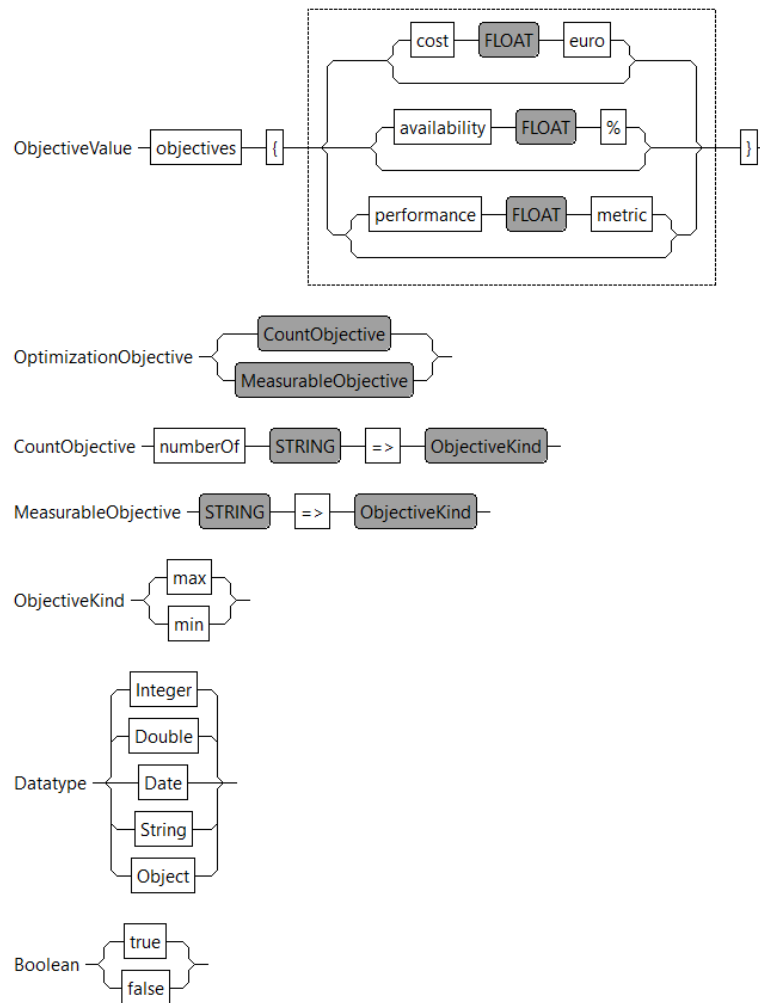 cost FLOAT euro
ObjectiveValue objectives { availability FLOAT % }
performance FLOAT metric
CountObjective
OptimizationObjective
MeasurableObjective
CountObjective numberOf STRING => ObjectiveKind
MeasurableObjective STRING => ObjectiveKind
max
ObjectiveKind
min
Integer
Double
Datatype Date
String
Object
true
Boolean
false